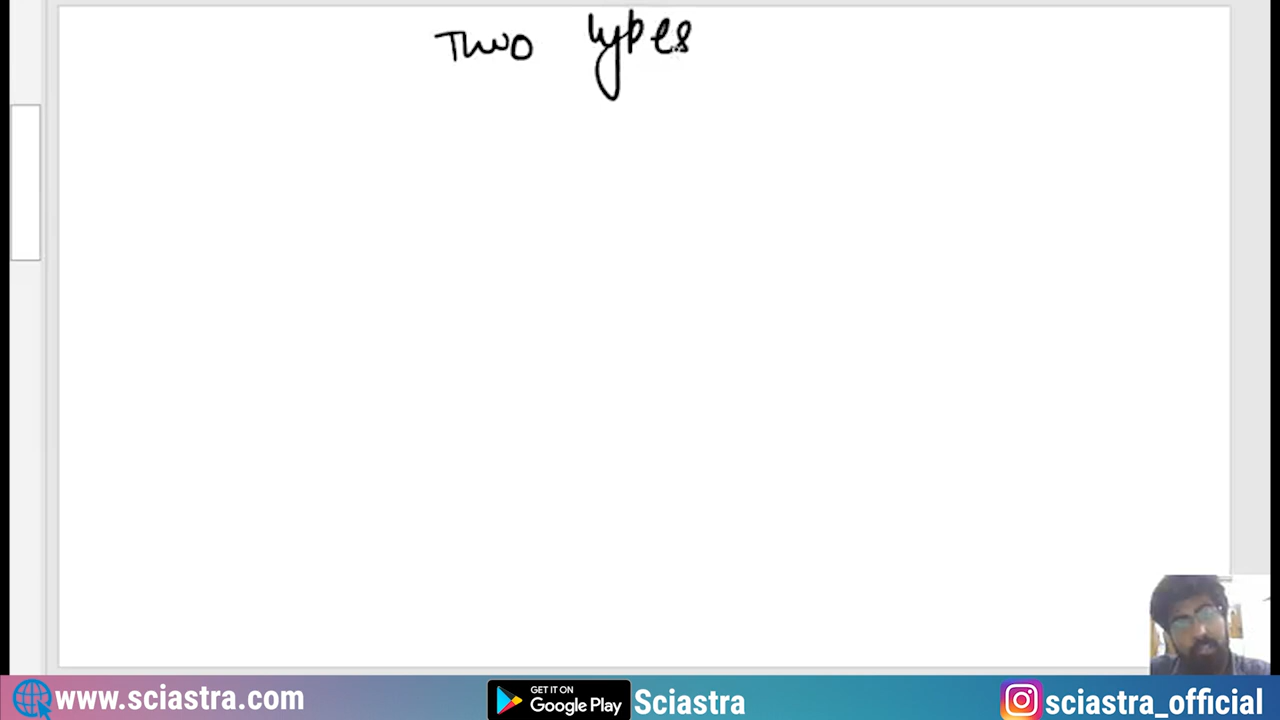 Two types
www.sciastra.com
GET IT ON
Google Play
Sciastra
sciastra_official